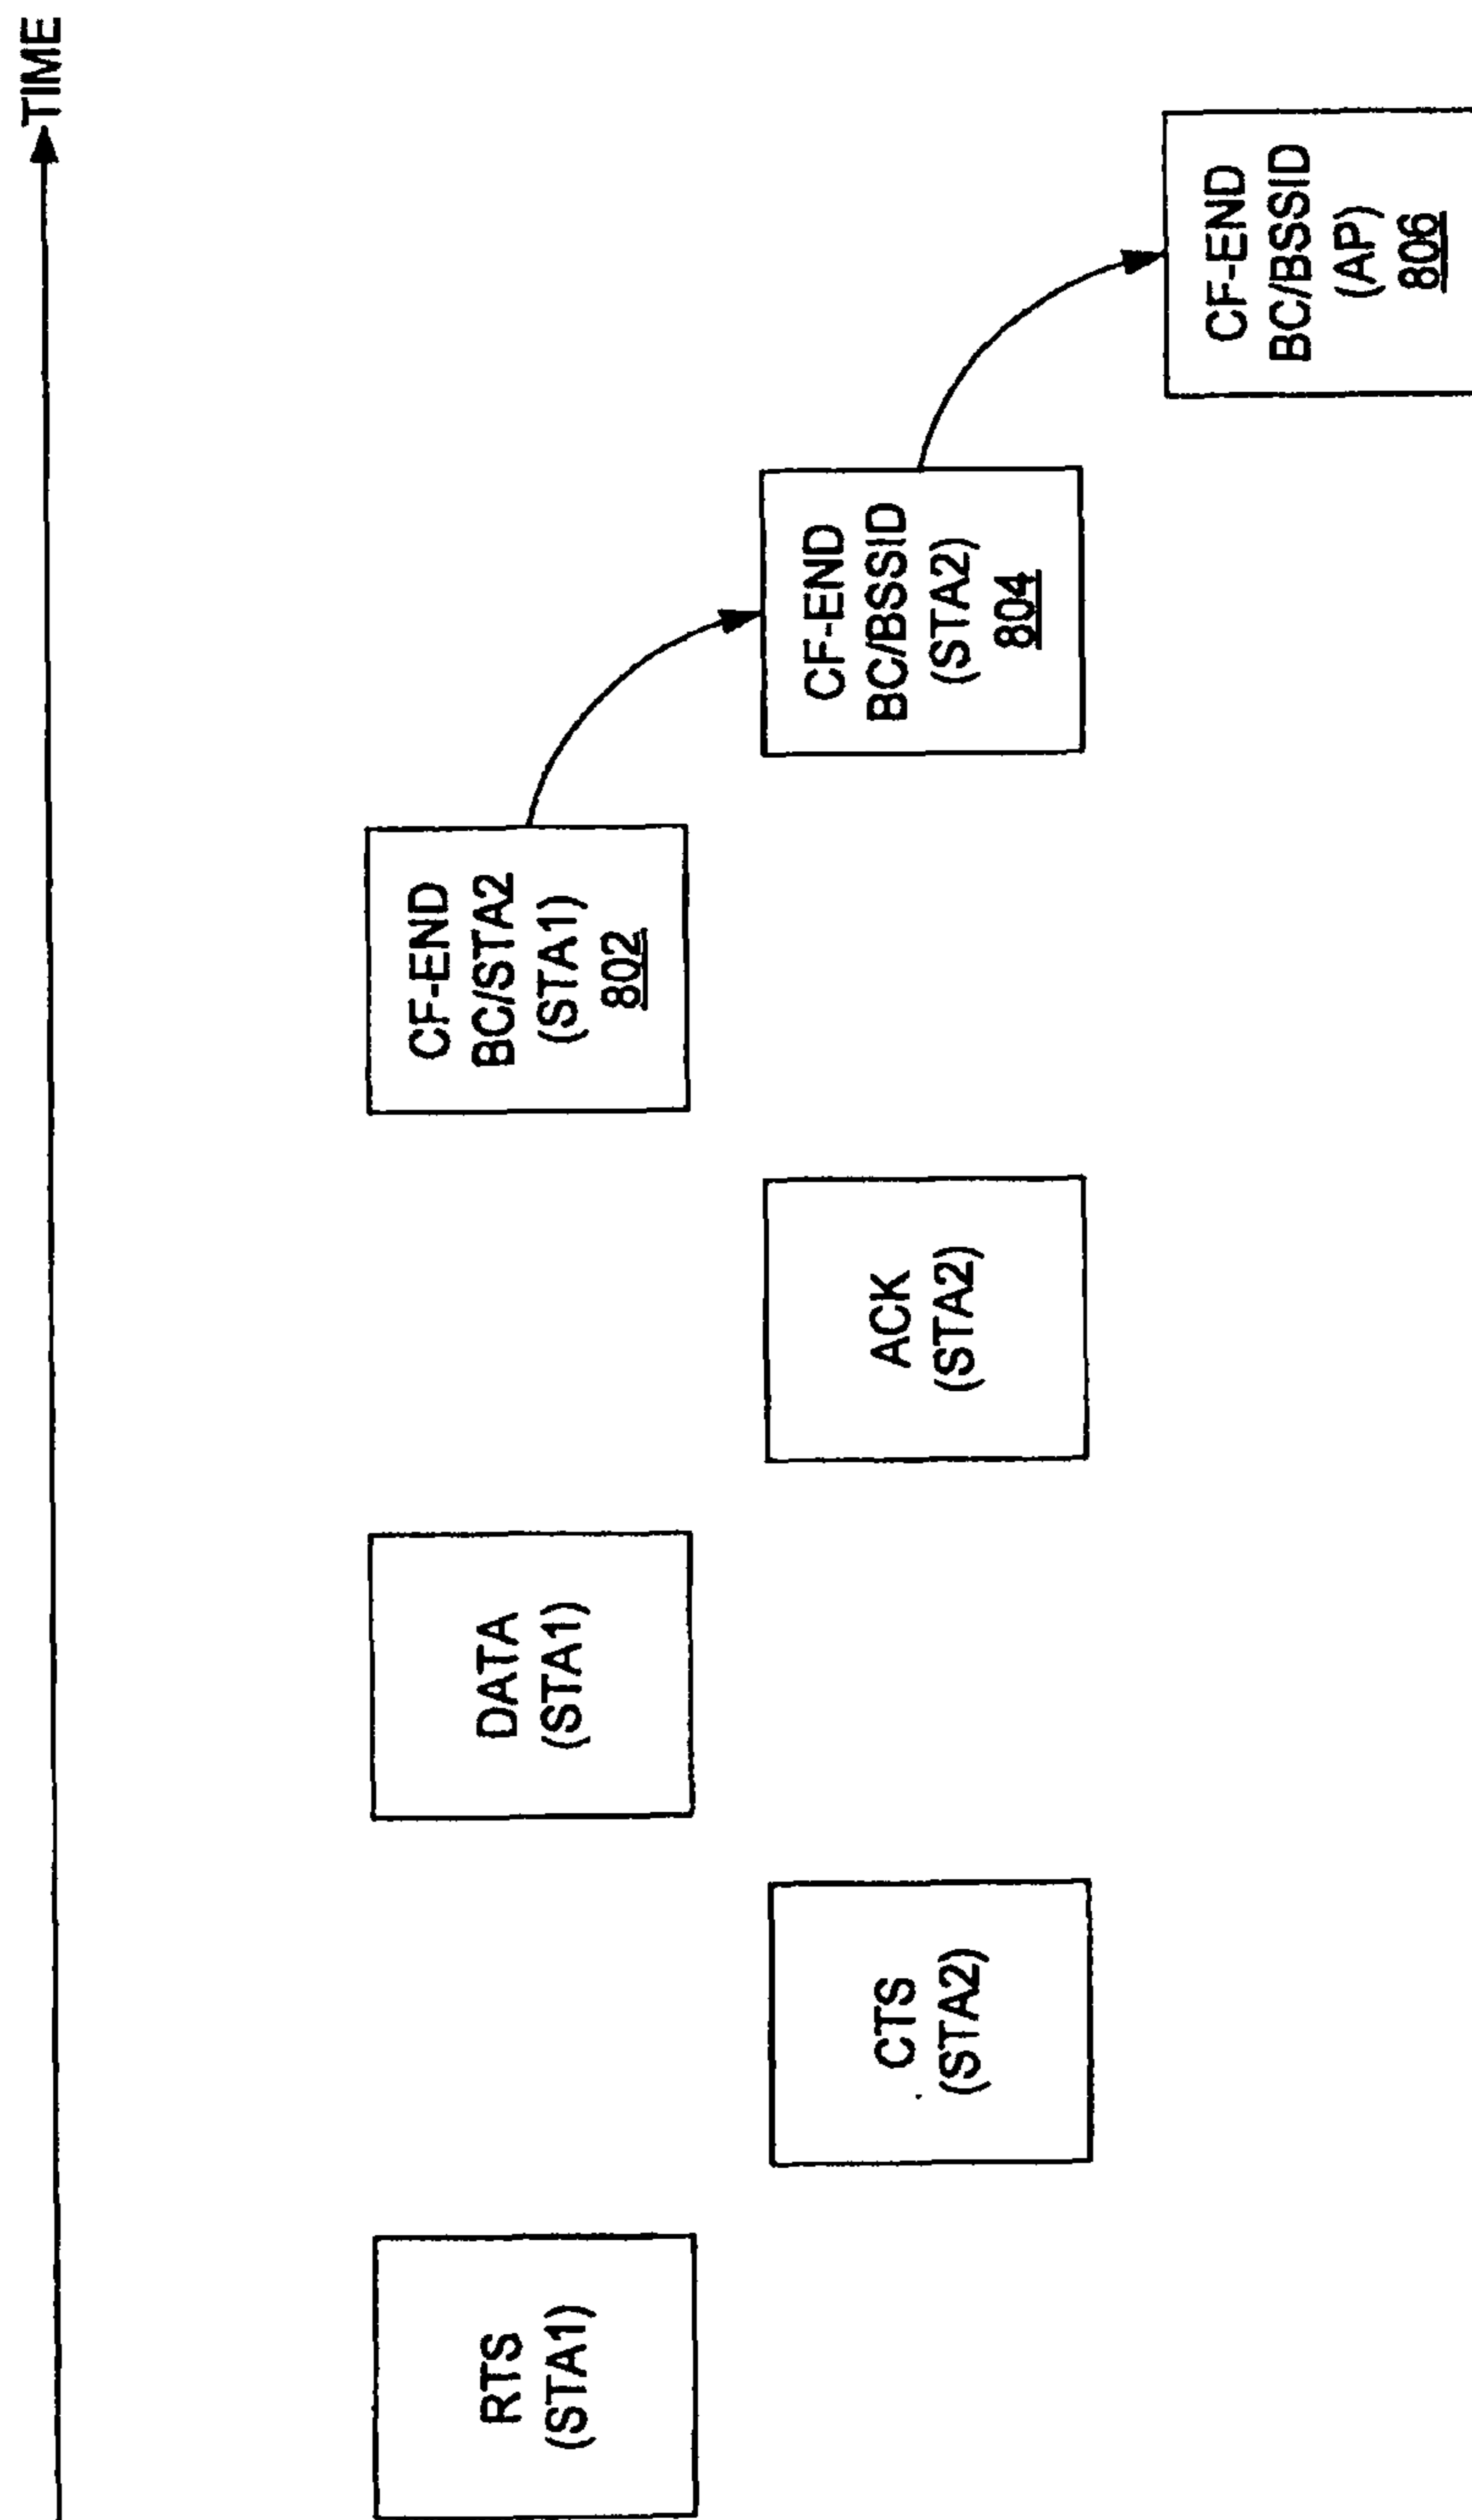 TIME
RTS
(STA1)
CTS
(STA2)
DATA
(STA1)
ACK
(STA2)
CF-END
BC/STA2
(STA1)
802
CF-END
BC/BSSID
(STA2)
804
CF-END
BC/BSSID
(AP)
806